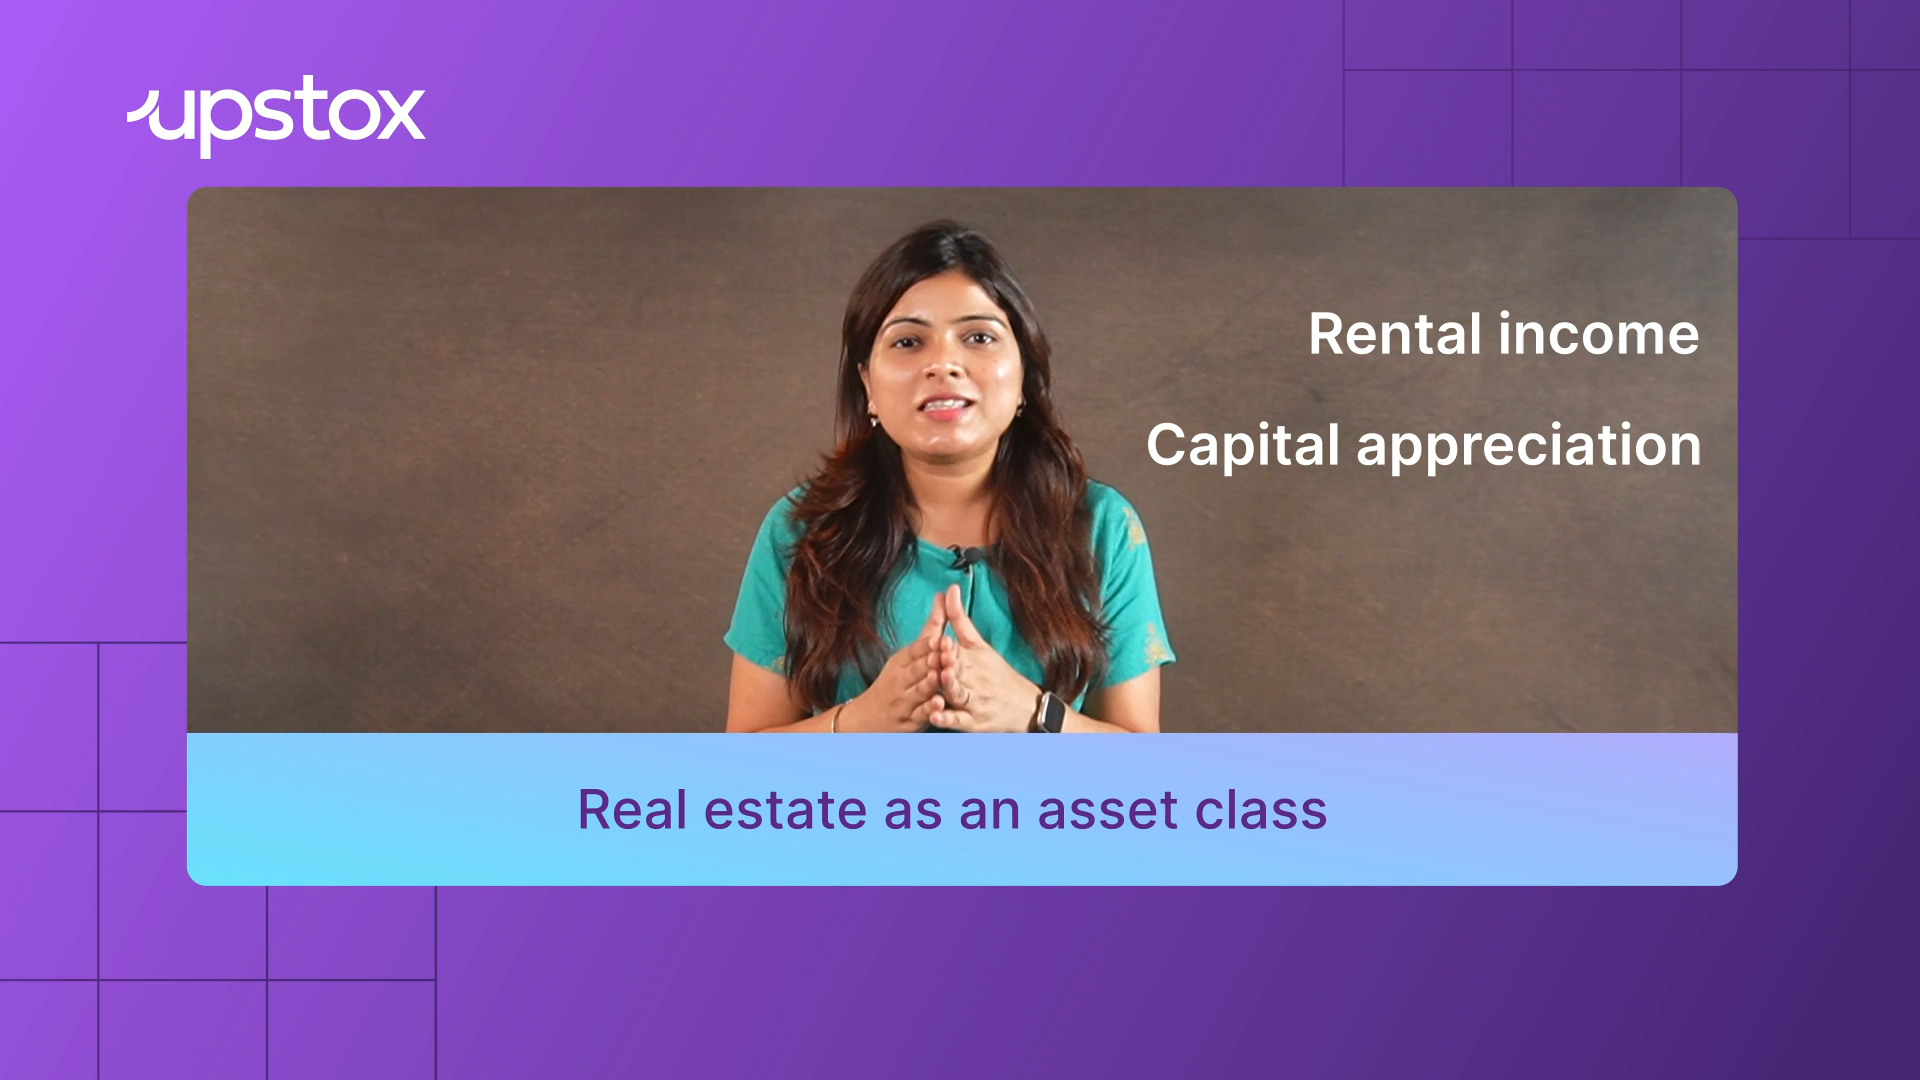 upstox
Rental income
Capital appreciation
Real estate as an asset class